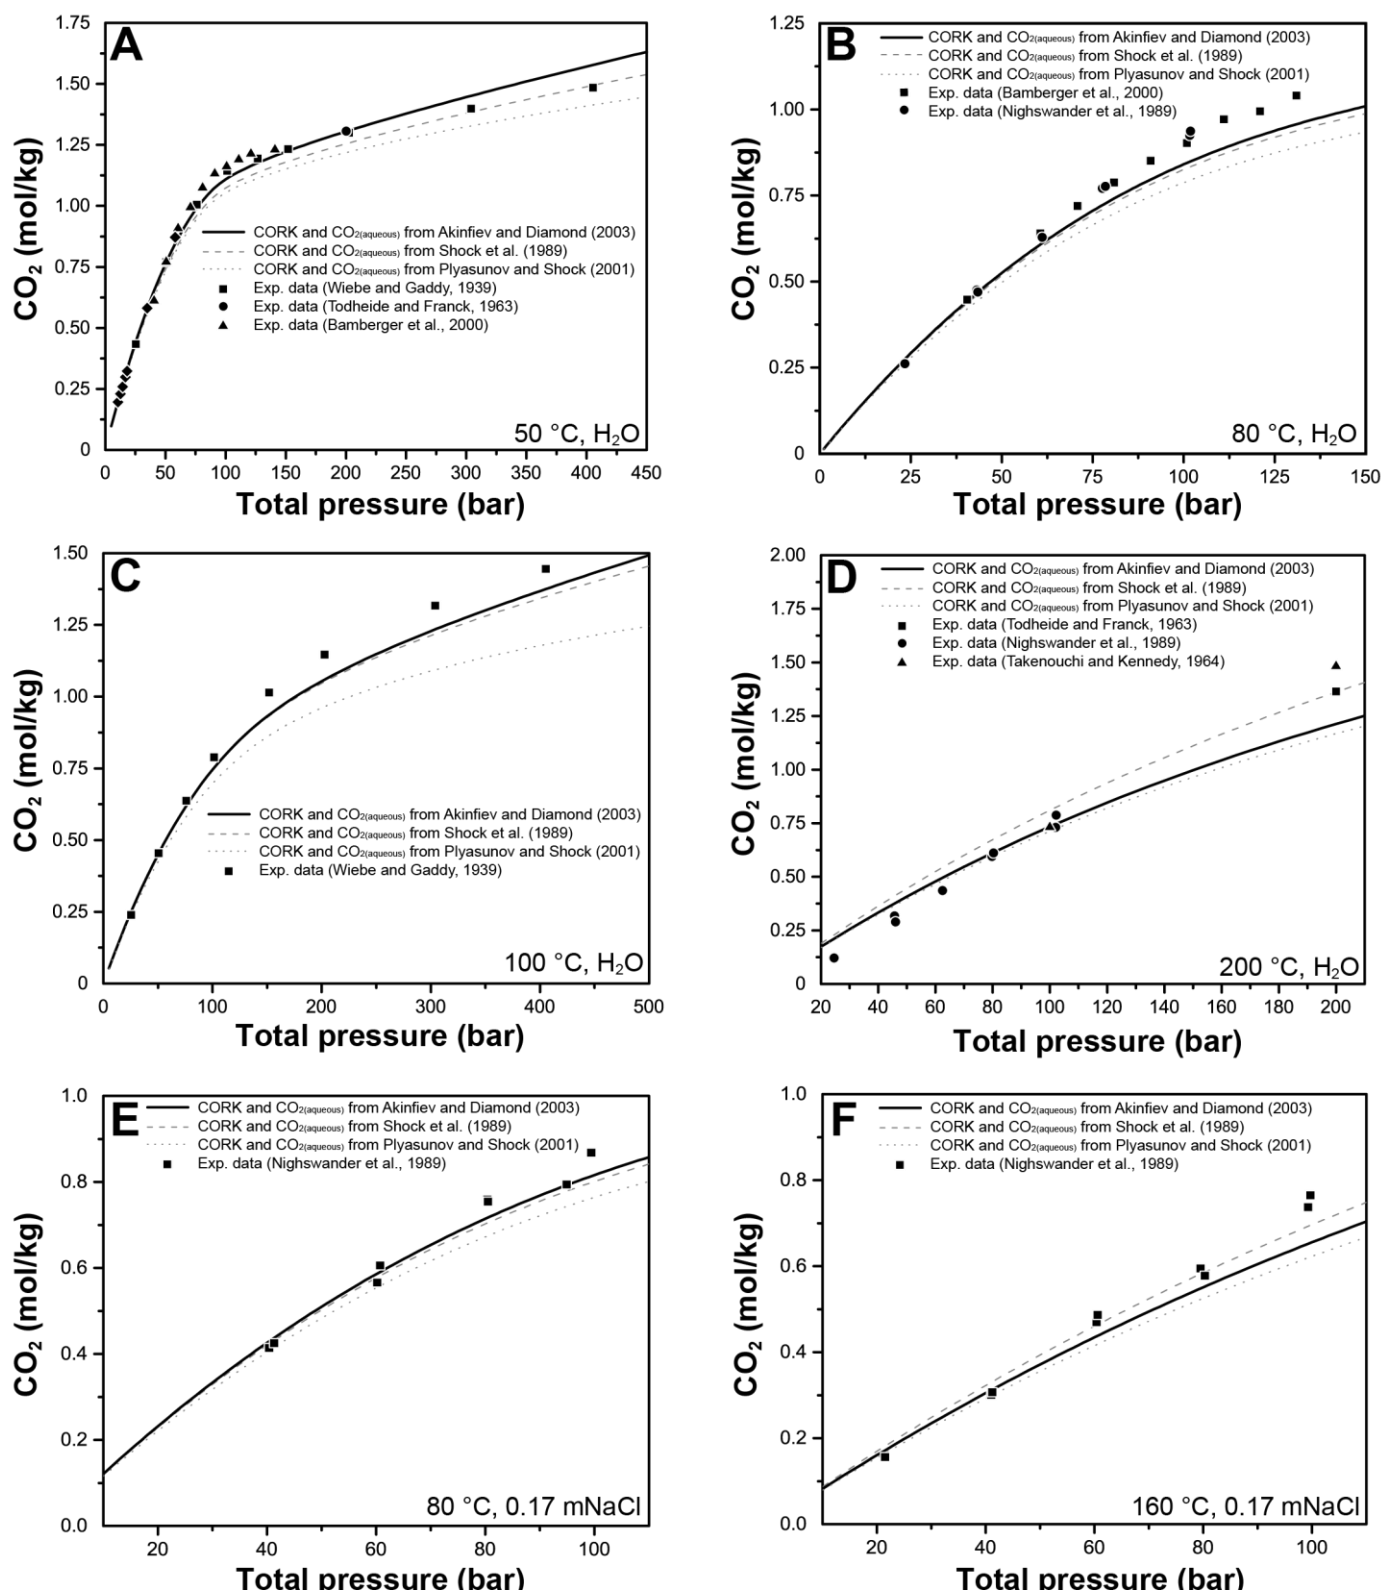 A
CO2 (mol/kg)
1.75
1.50
1.25
1.00
0.75
0.50
0.25
0
CORK and CO2(aqueous) from Akinfiev and Diamond (2003)
CORK and CO2(aqueous) from Shock et al. (1989)
CORK and CO2(aqueous) from Plyasunov and Shock (2001)
Exp. data (Wiebe and Gaddy, 1939)
Exp. data (Todheide and Franck, 1963)
Exp. data (Bamberger et al., 2000)
50 °C, H2O
0 50 100 150 200 250 300 350 400 450
Total pressure (bar)
B
CO2 (mol/kg)
1.25
1.00
0.75
0.50
0.25
0
CORK and CO2(aqueous) from Akinfiev and Diamond (2003)
CORK and CO2(aqueous) from Shock et al. (1989)
CORK and CO2(aqueous) from Plyasunov and Shock (2001)
Exp. data (Bamberger et al., 2000)
Exp. data (Nighswander et al., 1989)
80 °C, H2O
0 25 50 75 100 125 150
Total pressure (bar)
C
CO2 (mol/kg)
1.50
1.25
1.00
0.75
0.50
0.25
0
CORK and CO2(aqueous) from Akinfiev and Diamond (2003)
CORK and CO2(aqueous) from Shock et al. (1989)
CORK and CO2(aqueous) from Plyasunov and Shock (2001)
Exp. data (Wiebe and Gaddy, 1939)
100 °C, H2O
0 100 200 300 400 500
Total pressure (bar)
D
CO2 (mol/kg)
2.00
1.75
1.50
1.25
1.00
0.75
0.50
0.25
0
CORK and CO2(aqueous) from Akinfiev and Diamond (2003)
CORK and CO2(aqueous) from Shock et al. (1989)
CORK and CO2(aqueous) from Plyasunov and Shock (2001)
Exp. data (Todheide and Franck, 1963)
Exp. data (Nighswander et al., 1989)
Exp. data (Takenouchi and Kennedy, 1964)
200 °C, H2O
20 40 60 80 100 120 140 160 180 200
Total pressure (bar)
E
CO2 (mol/kg)
1.0
0.8
0.6
0.4
0.2
0.0
CORK and CO2(aqueous) from Akinfiev and Diamond (2003)
CORK and CO2(aqueous) from Shock et al. (1989)
CORK and CO2(aqueous) from Plyasunov and Shock (2001)
Exp. data (Nighswander et al., 1989)
80 °C, 0.17 mNaCl
20 40 60 80 100
Total pressure (bar)
F
CO2 (mol/kg)
1.0
0.8
0.6
0.4
0.2
0.0
CORK and CO2(aqueous) from Akinfiev and Diamond (2003)
CORK and CO2(aqueous) from Shock et al. (1989)
CORK and CO2(aqueous) from Plyasunov and Shock (2001)
Exp. data (Nighswander et al., 1989)
160 °C, 0.17 mNaCl
20 40 60 80 100
Total pressure (bar)